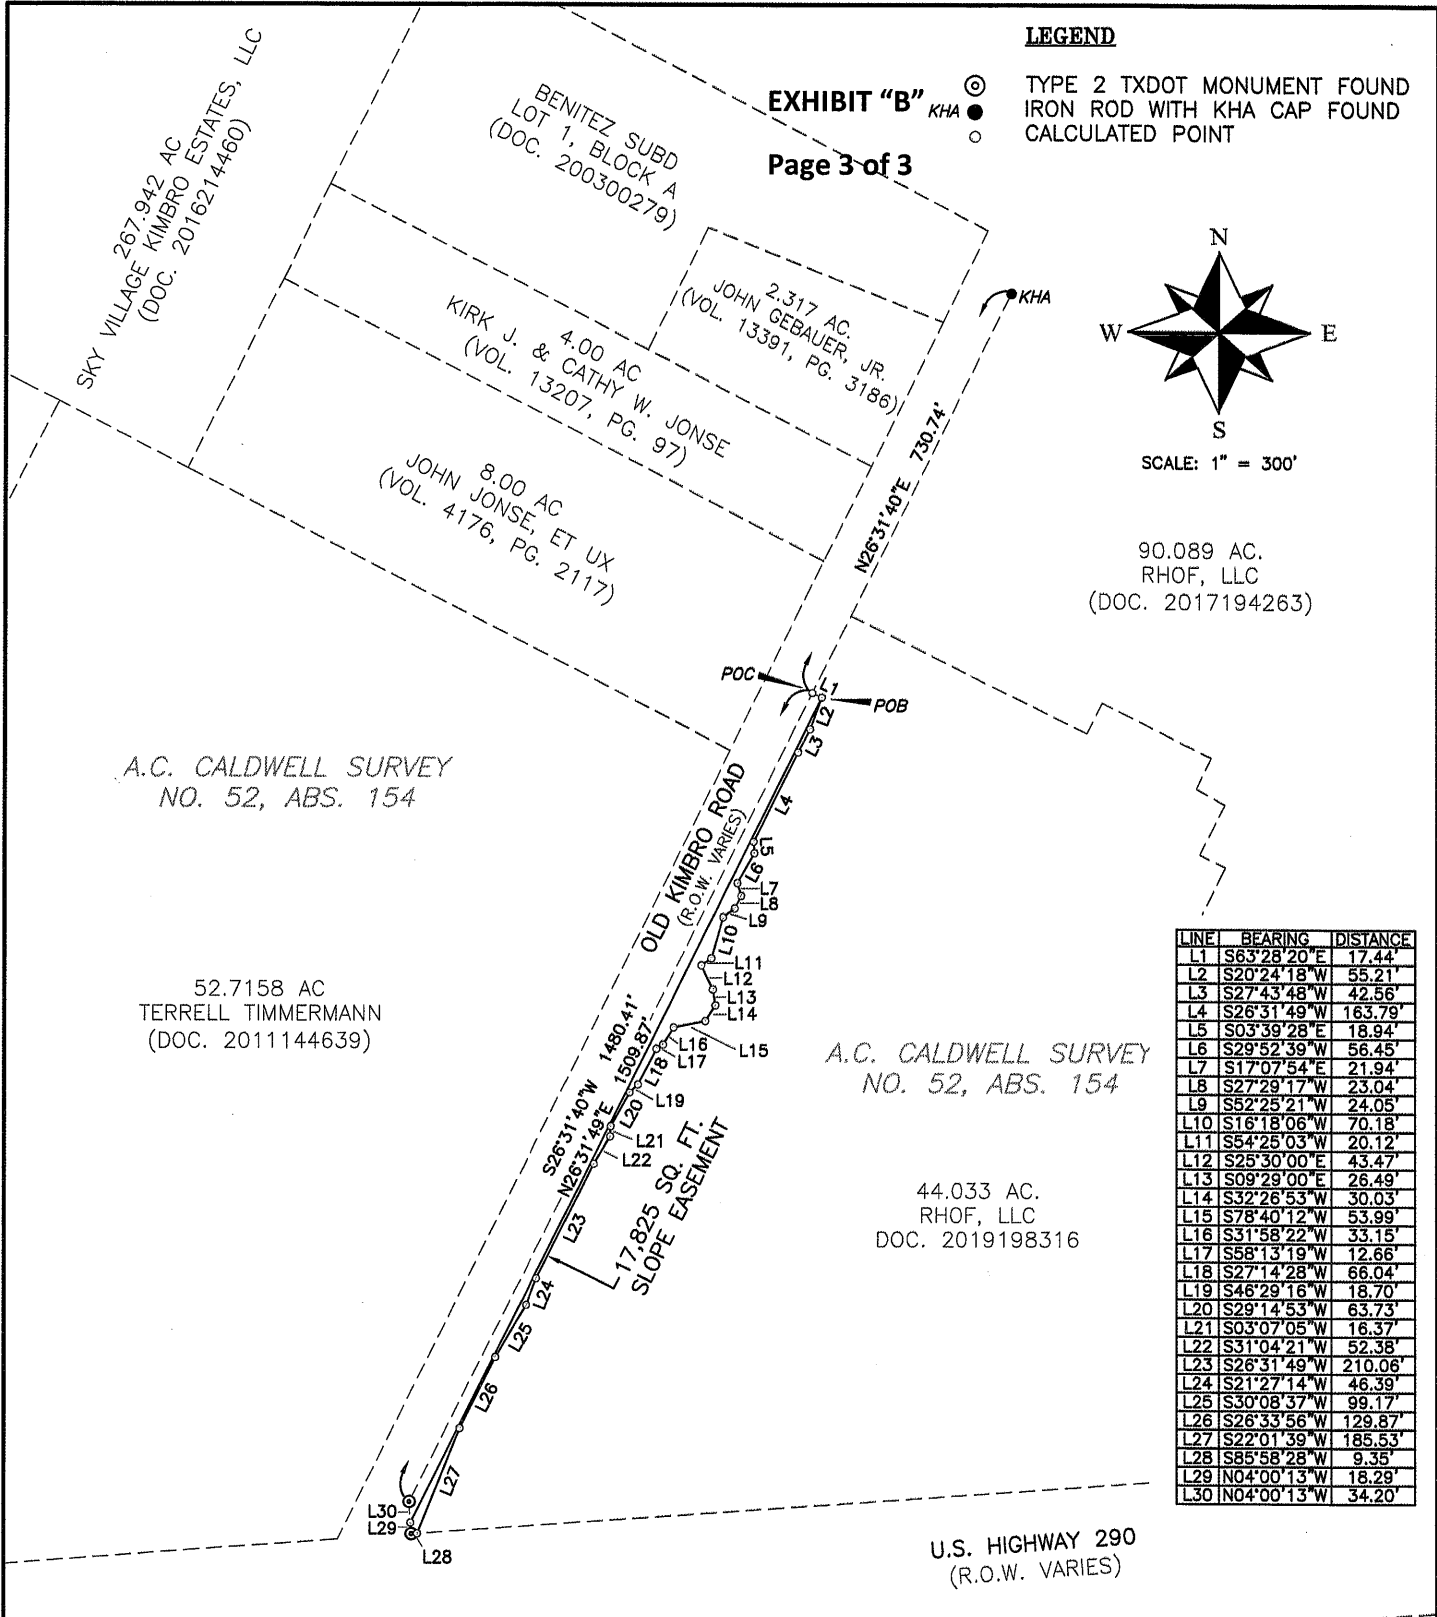 LEGEND
TYPE 2 TXDOT MONUMENT FOUND
KHA IRON ROD WITH KHA CAP FOUND
CALCULATED POINT
EXHIBIT “B”
Page 3 of 3
267.942 AC
SKY VILLAGE KIMBRO ESTATES, LLC
(DOC. 2016214460)
BENITEZ SUBD
LOT 1, BLOCK A
(DOC. 200300279)
2.317 AC.
JOHN GEBAUER, JR.
(VOL. 13391, PG. 3186)
4.00 AC
KIRK J. & CATHY W. JONSE
(VOL. 13207, PG. 97)
8.00 AC
JOHN JONSE, ET UX
(VOL. 4176, PG. 2117)
KHA
N26°31'40"E 730.74'
N
W
E
S
SCALE: 1" = 300'
90.089 AC.
RHOF, LLC
(DOC. 2017194263)
POC
L1
POB
L2
L3
L4
L5
L6
L7
L8
L9
L10
L11
L12
L13
L14
L15
L16
L17
L18
L19
L20
L21
L22
L23
L24
L25
L26
L27
L30
L29
L28
OLD KIMBRO ROAD
(R.O.W. VARIES)
S26°31'40"W 1480.41'
N26°31'49"E 1509.87'
17,825 SQ. FT.
SLOPE EASEMENT
A.C. CALDWELL SURVEY
NO. 52, ABS. 154
52.7158 AC
TERRELL TIMMERMANN
(DOC. 2011144639)
A.C. CALDWELL SURVEY
NO. 52, ABS. 154
44.033 AC.
RHOF, LLC
DOC. 2019198316
U.S. HIGHWAY 290
(R.O.W. VARIES)
LINE BEARING DISTANCE
L1 S63°28'20"E 17.44'
L2 S20°24'18"W 55.21'
L3 S27°43'48"W 42.56'
L4 S26°31'49"W 163.79'
L5 S03°39'28"E 18.94'
L6 S29°52'39"W 56.45'
L7 S17°07'54"E 21.94'
L8 S27°29'17"W 23.04'
L9 S52°25'21"W 24.05'
L10 S16°18'06"W 70.18'
L11 S54°25'03"W 20.12'
L12 S25°30'00"E 43.47'
L13 S09°29'00"E 26.49'
L14 S32°26'53"W 30.03'
L15 S78°40'12"W 53.99'
L16 S31°58'22"W 33.15'
L17 S58°13'19"W 12.66'
L18 S27°14'28"W 66.04'
L19 S46°29'16"W 18.70'
L20 S29°14'53"W 63.73'
L21 S03°07'05"W 16.37'
L22 S31°04'21"W 52.38'
L23 S26°31'49"W 210.06'
L24 S21°27'14"W 46.39'
L25 S30°08'37"W 99.17'
L26 S26°33'56"W 129.87'
L27 S22°01'39"W 185.53'
L28 S85°58'28"W 9.35'
L29 N04°00'13"W 18.29'
L30 N04°00'13"W 34.20'